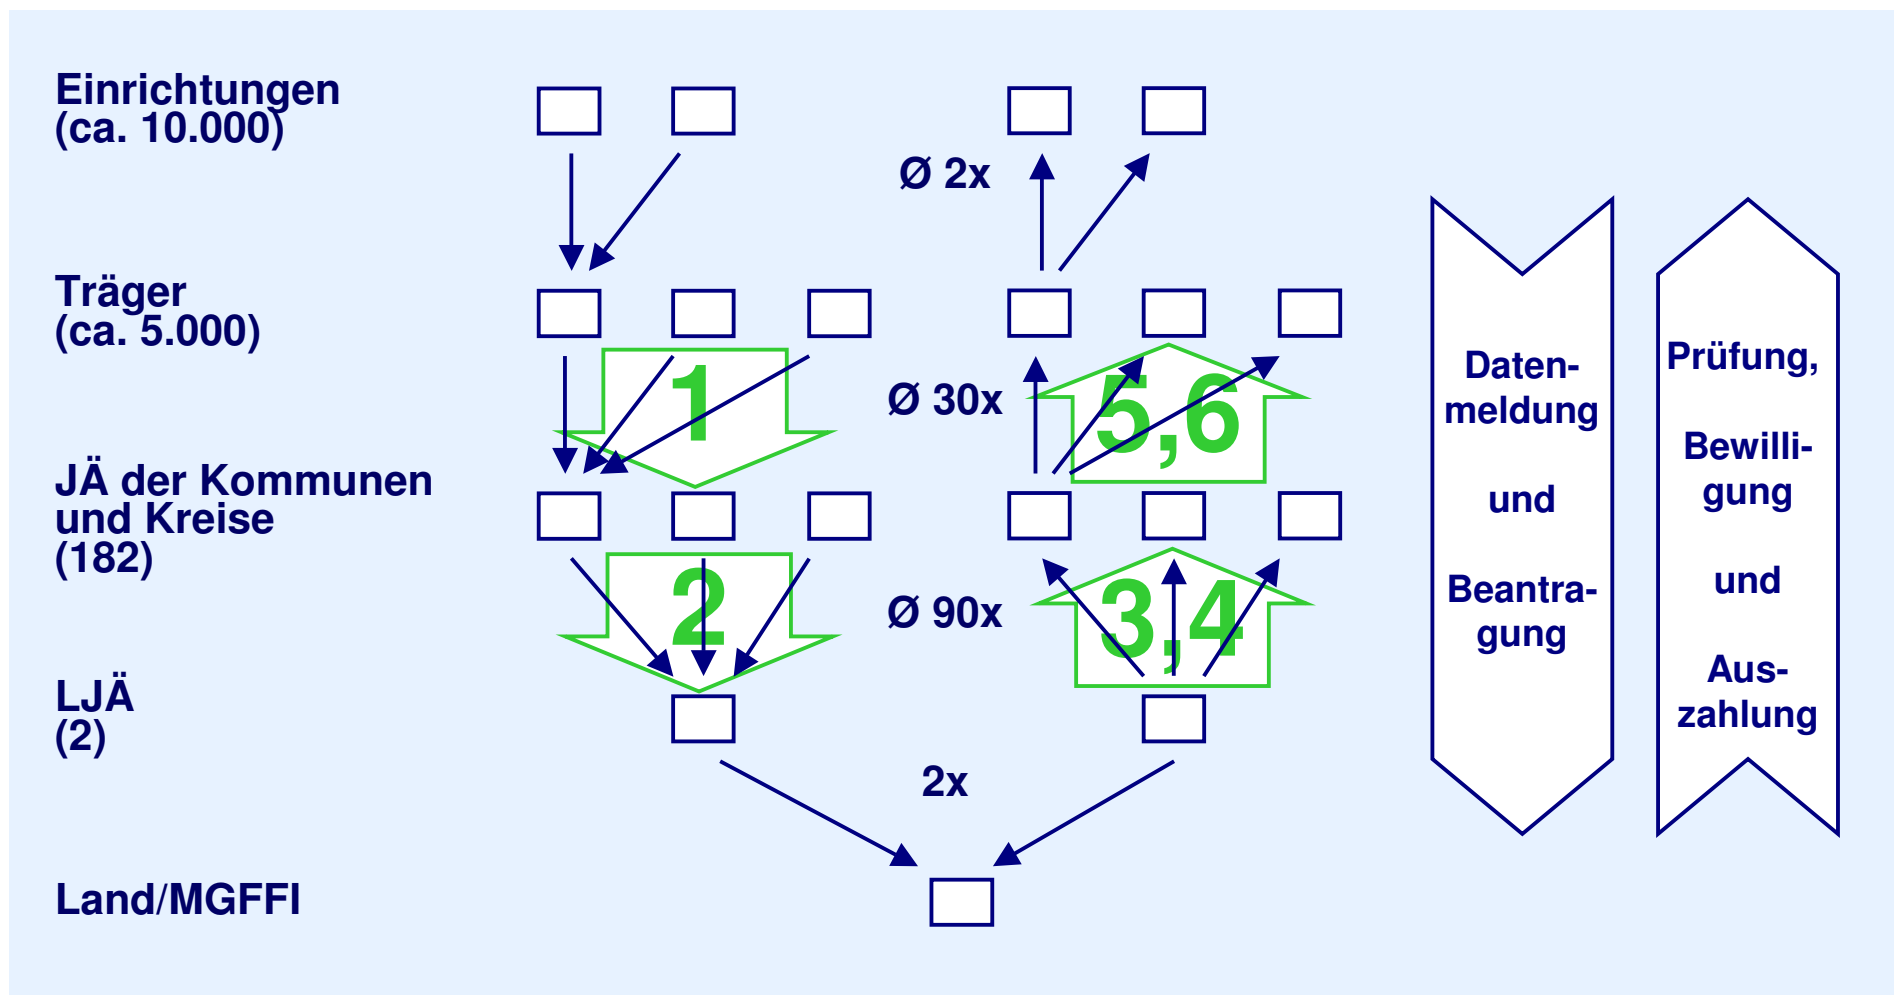 Einrichtungen
(ca. 10.000)
Ø 2x
Träger
(ca. 5.000)
1
Ø 30x
5,6
JÄ der Kommunen
und Kreise
(182)
2
Ø 90x
3,4
LJÄ
(2)
2x
Land/MGFFI
Daten-
meldung
und
Beantra-
gung
Prüfung,
Bewilli-
gung
und
Aus-
zahlung